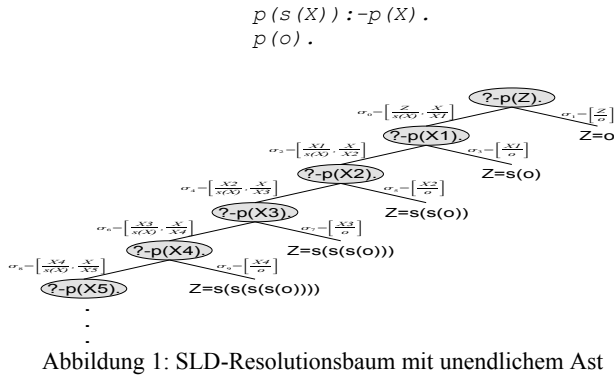 p(s(X)):-p(X).
p(o).
?-p(Z).
σ₀=[Z/s(X), X/X1]
σ₁=[Z/o]
?-p(X1).
Z=o
σ₂=[X1/s(X), X/X2]
σ₃=[X1/o]
?-p(X2).
Z=s(o)
σ₄=[X2/s(X), X/X3]
σ₅=[X2/o]
?-p(X3).
Z=s(s(o))
σ₆=[X3/s(X), X/X4]
σ₇=[X3/o]
?-p(X4).
Z=s(s(s(o)))
σ₈=[X4/s(X), X/X5]
σ₉=[X4/o]
?-p(X5).
Z=s(s(s(s(o))))
Abbildung 1: SLD-Resolutionsbaum mit unendlichem Ast